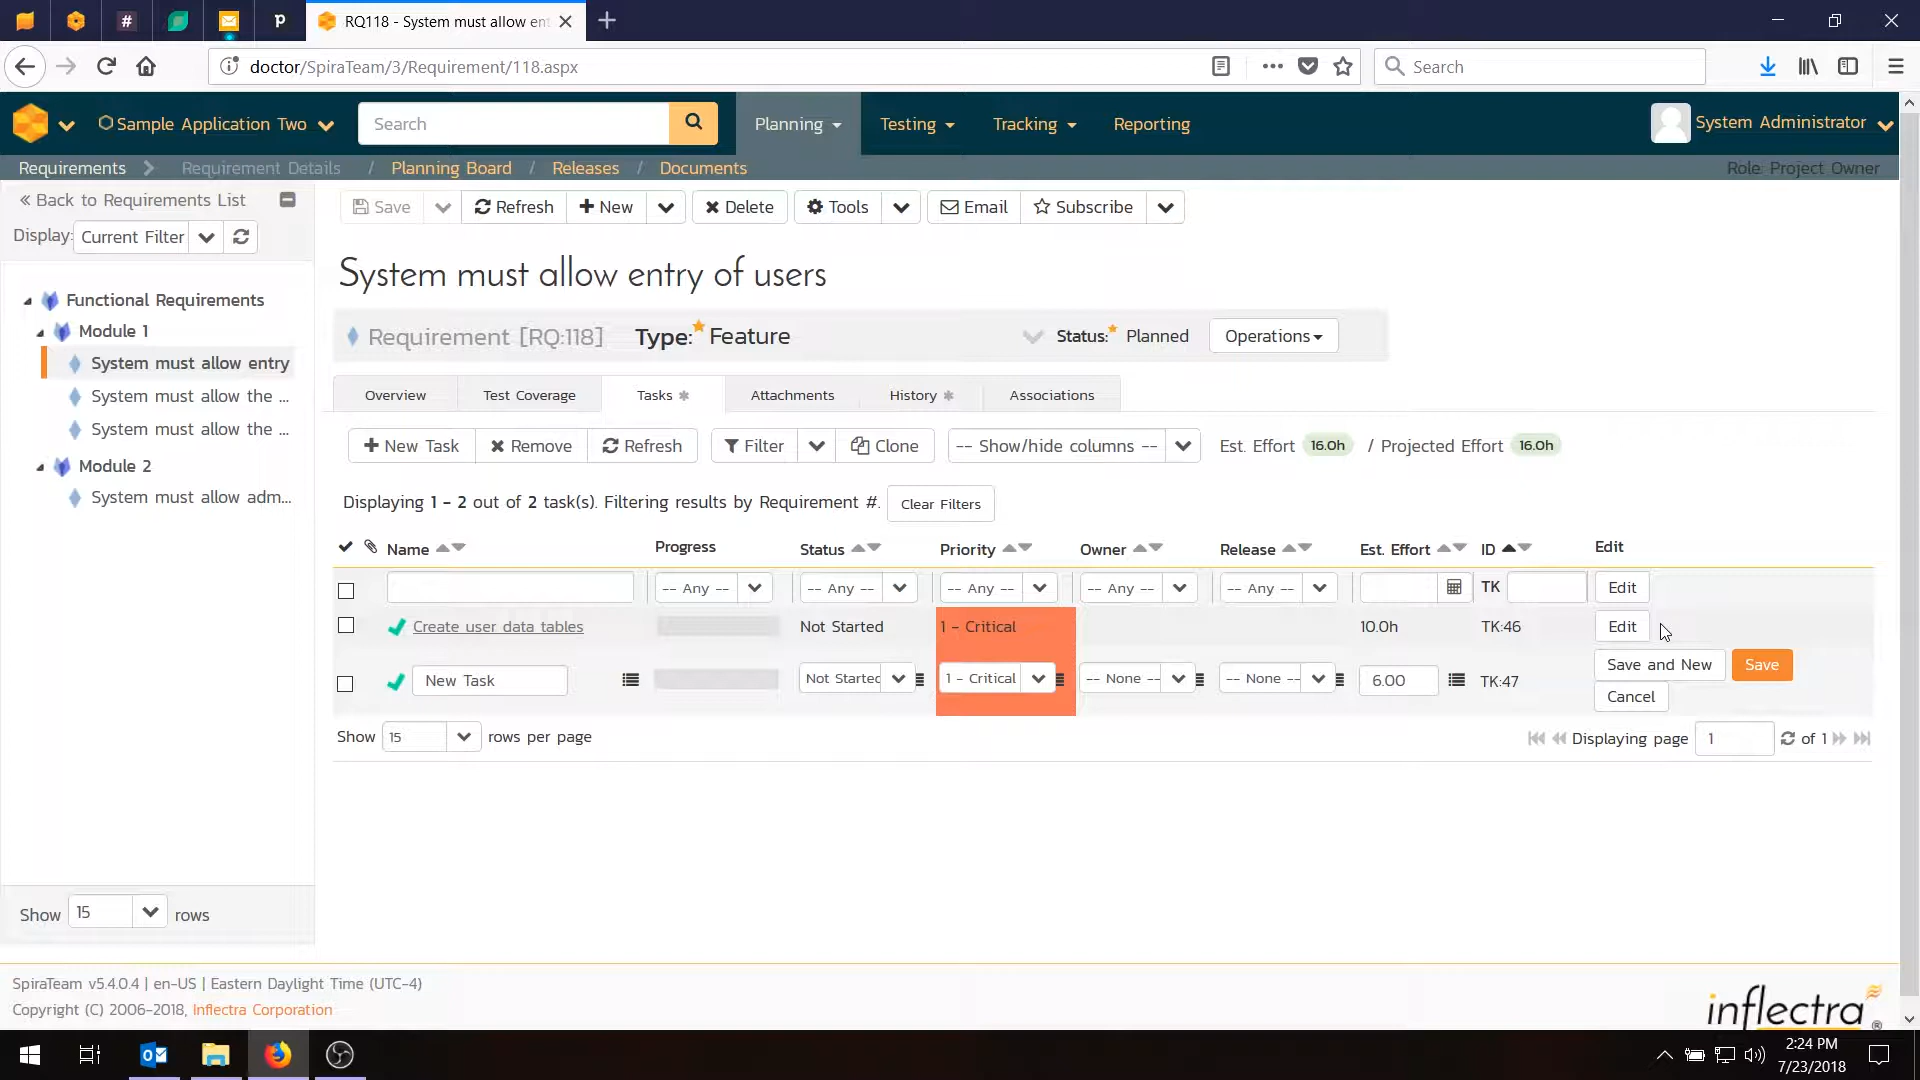 #
P
RQ118 - System must allow ent
doctor/SpiraTeam/3/Requirement/118.aspx
Search
Sample Application Two
Search
Planning
Testing
Tracking
Reporting
System Administrator
Requirements
Requirement Details / Planning Board / Releases / Documents
Role: Project Owner
« Back to Requirements List
Display: Current Filter
Functional Requirements
Module 1
System must allow entry
System must allow the ...
System must allow the ...
Module 2
System must allow adm...
Show 15 rows
Save
Refresh
New
Delete
Tools
Email
Subscribe
System must allow entry of users
Requirement [RQ:118]
Type: Feature
Status: Planned
Operations
Overview
Test Coverage
Tasks
Attachments
History
Associations
New Task
Remove
Refresh
Filter
Clone
-- Show/hide columns --
Est. Effort 16.0h / Projected Effort 16.0h
Displaying 1 - 2 out of 2 task(s). Filtering results by Requirement #.
Clear Filters
Name Progress Status Priority Owner Release Est. Effort ID Edit
-- Any -- -- Any -- -- Any -- -- Any -- -- Any -- TK Edit
Create user data tables Not Started 1 - Critical 10.0h TK:46 Edit
New Task Not Started 1 - Critical -- None -- -- None -- 6.00 TK:47 Save and New Save
Cancel
Show 15 rows per page
Displaying page 1 of 1
SpiraTeam v5.4.0.4 | en-US | Eastern Daylight Time (UTC-4)
Copyright (C) 2006-2018, Inflectra Corporation
inflectra®
2:24 PM
7/23/2018